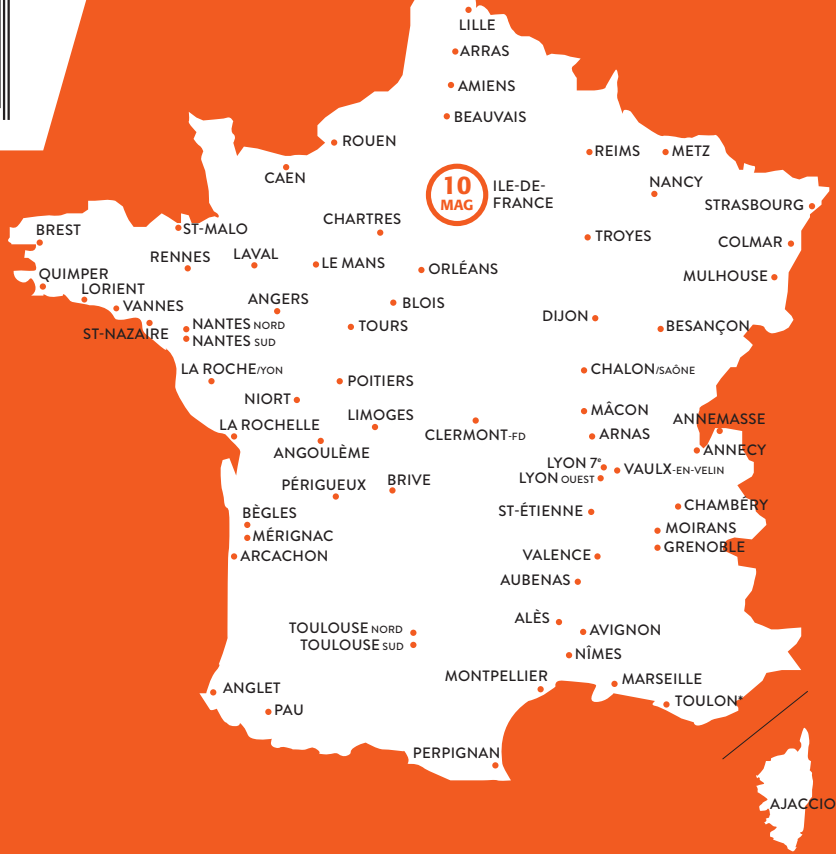 LILLE
ARRAS
AMIENS
BEAUVAIS
ROUEN
REIMS
METZ
CAEN
10
MAG
ILE-DE-
FRANCE
NANCY
STRASBOURG
CHARTRES
BREST
ST-MALO
TROYES
COLMAR
RENNES
LAVAL
LE MANS
ORLÉANS
QUIMPER
MULHOUSE
LORIENT
VANNES
ANGERS
BLOIS
DIJON
BESANÇON
ST-NAZAIRE
NANTES NORD
NANTES SUD
TOURS
LA ROCHE/YON
POITIERS
CHALON/SAÔNE
NIORT
LIMOGES
MÂCON
ANNEMASSE
LA ROCHELLE
CLERMONT-FD
ARNAS
ANGOULÊME
ANNECY
LYON 7e
LYON OUEST
VAULX-EN-VELIN
PÉRIGUEUX
BRIVE
CHAMBÉRY
BÈGLES
ST-ÉTIENNE
MOIRANS
MÉRIGNAC
GRENOBLE
ARCACHON
VALENCE
AUBENAS
ALÈS
TOULOUSE NORD
AVIGNON
TOULOUSE SUD
NÎMES
MONTPELLIER
MARSEILLE
ANGLET
TOULON*
PAU
PERPIGNAN
AJACCIO